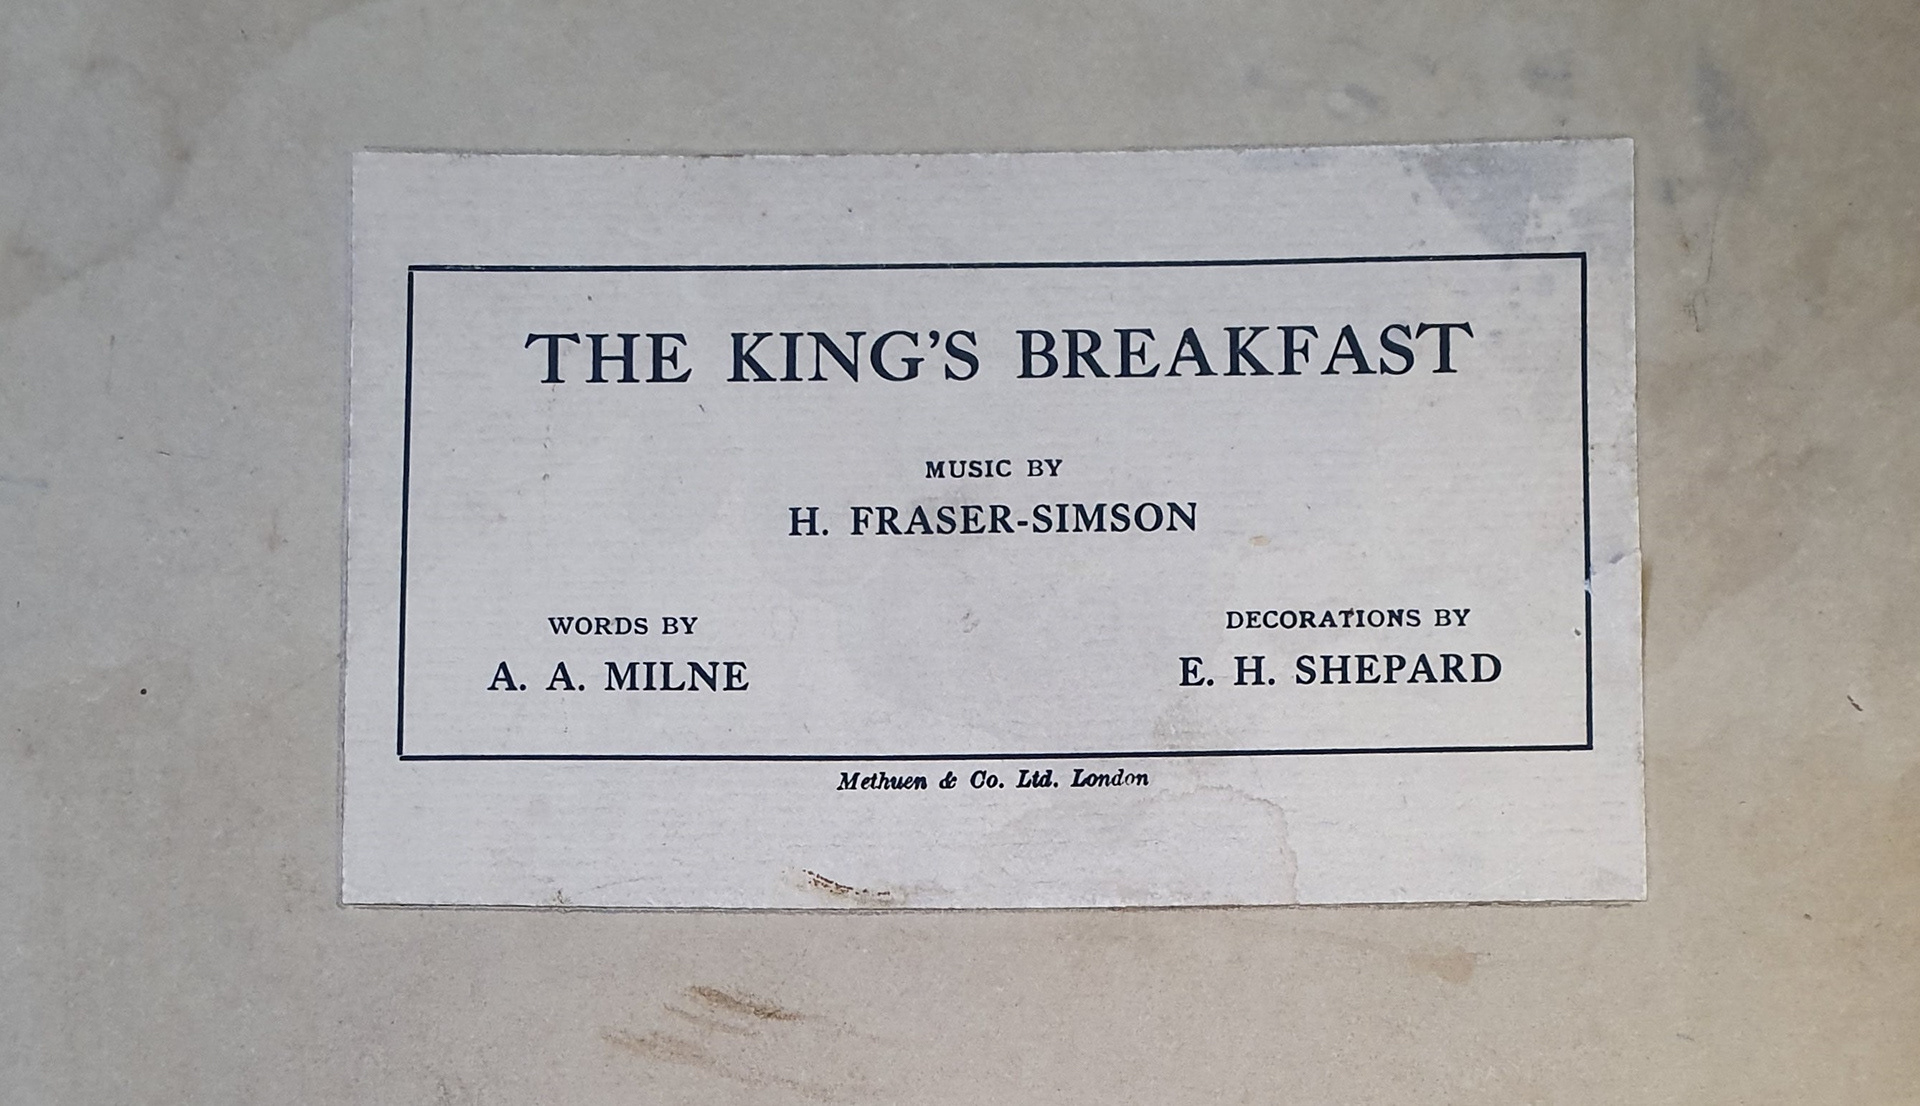 THE KING'S BREAKFAST
MUSIC BY
H. FRASER-SIMSON
WORDS BY
A. A. MILNE
DECORATIONS BY
E. H. SHEPARD
Methuen & Co. Ltd. London